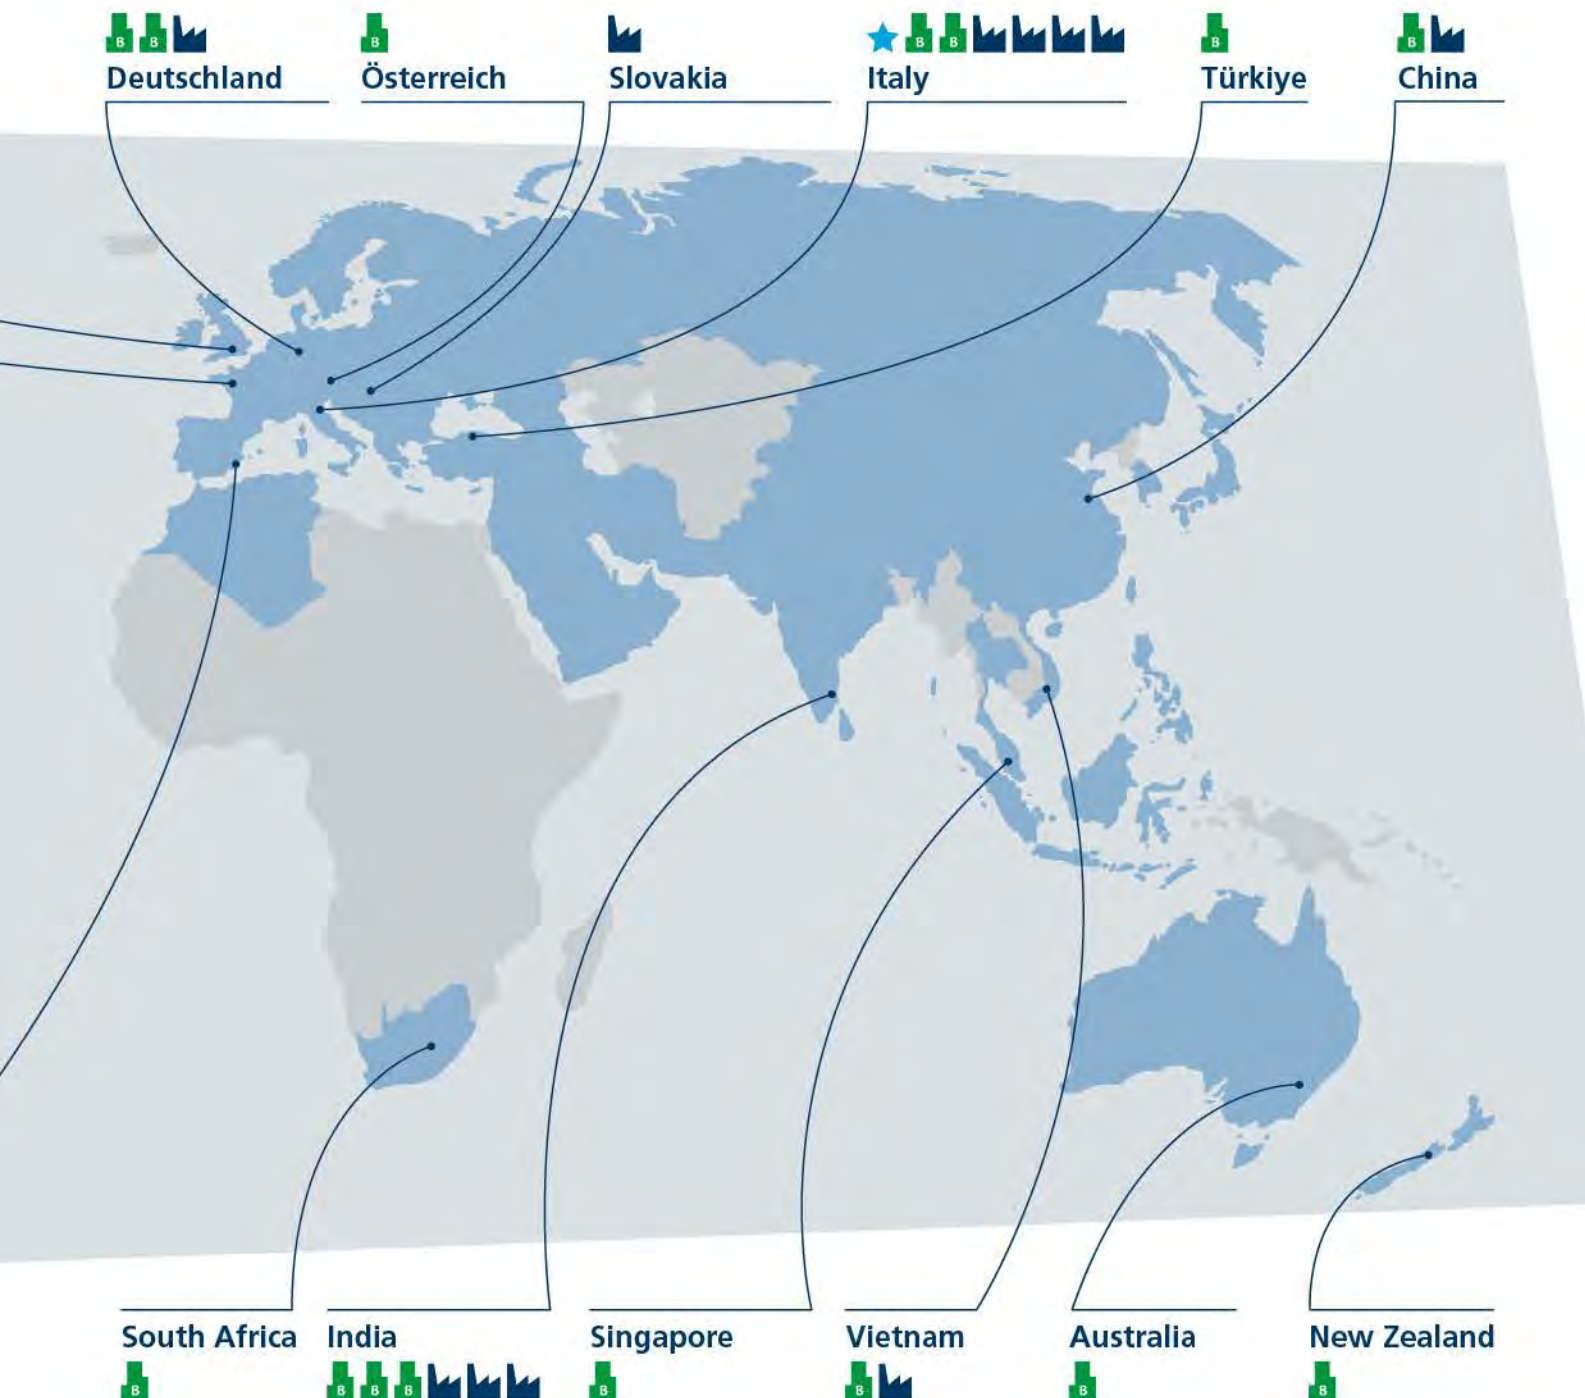 B B B B B B B
Deutschland Österreich Slovakia Italy Türkiye China
South Africa India Singapore Vietnam Australia New Zealand
B B B B B B B B